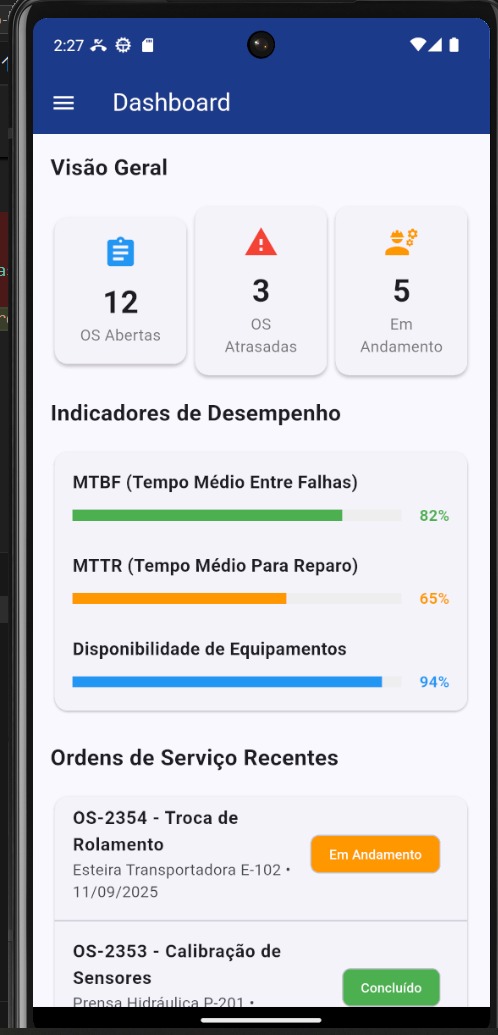 2:27
Dashboard
Visão Geral
12
OS Abertas
3
OS
Atrasadas
5
Em
Andamento
Indicadores de Desempenho
MTBF (Tempo Médio Entre Falhas)
82%
MTTR (Tempo Médio Para Reparo)
65%
Disponibilidade de Equipamentos
94%
Ordens de Serviço Recentes
OS-2354 - Troca de
Rolamento
Esteira Transportadora E-102 •
11/09/2025
Em Andamento
OS-2353 - Calibração de
Sensores
Prensa Hidráulica P-201 •
Concluído